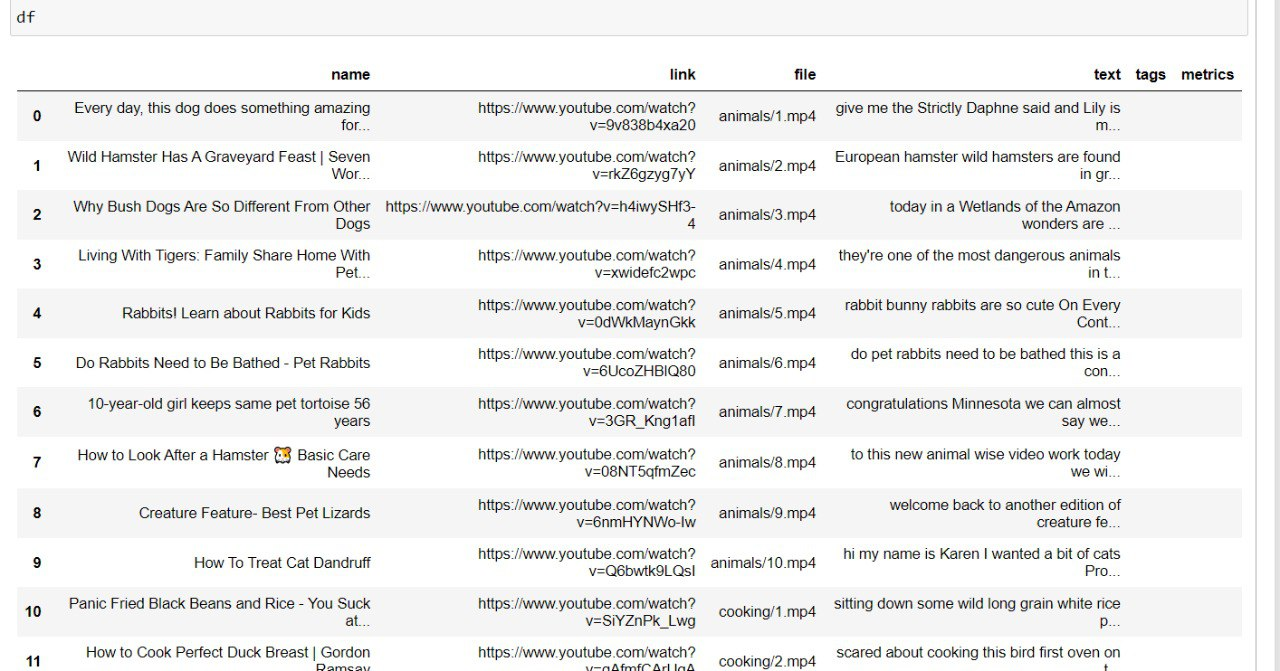 df
name link file text tags metrics
0 Every day, this dog does something amazing for... https://www.youtube.com/watch?v=9v838b4xa20 animals/1.mp4 give me the Strictly Daphne said and Lily is m...
1 Wild Hamster Has A Graveyard Feast | Seven Wor... https://www.youtube.com/watch?v=rkZ6gzyg7yY animals/2.mp4 European hamster wild hamsters are found in gr...
2 Why Bush Dogs Are So Different From Other Dogs https://www.youtube.com/watch?v=h4iwySHf3-4 animals/3.mp4 today in a Wetlands of the Amazon wonders are ...
3 Living With Tigers: Family Share Home With Pet... https://www.youtube.com/watch?v=xwidefc2wpc animals/4.mp4 they're one of the most dangerous animals in t...
4 Rabbits! Learn about Rabbits for Kids https://www.youtube.com/watch?v=0dWkMaynGkk animals/5.mp4 rabbit bunny rabbits are so cute On Every Cont...
5 Do Rabbits Need to Be Bathed - Pet Rabbits https://www.youtube.com/watch?v=6UcoZHBlQ80 animals/6.mp4 do pet rabbits need to be bathed this is a con...
6 10-year-old girl keeps same pet tortoise 56 years https://www.youtube.com/watch?v=3GR_Kng1afI animals/7.mp4 congratulations Minnesota we can almost say we...
7 How to Look After a Hamster 🐹 Basic Care Needs https://www.youtube.com/watch?v=08NT5qfmZec animals/8.mp4 to this new animal wise video work today we wi...
8 Creature Feature- Best Pet Lizards https://www.youtube.com/watch?v=6nmHYNWo-Iw animals/9.mp4 welcome back to another edition of creature fe...
9 How To Treat Cat Dandruff https://www.youtube.com/watch?v=Q6bwtk9LQsI animals/10.mp4 hi my name is Karen I wanted a bit of cats Pro...
10 Panic Fried Black Beans and Rice - You Suck at... https://www.youtube.com/watch?v=SiYZnPk_Lwg cooking/1.mp4 sitting down some wild long grain white rice p...
11 How to Cook Perfect Duck Breast | Gordon Ramsay https://www.youtube.com/watch? cooking/2.mp4 scared about cooking this bird first oven on t...